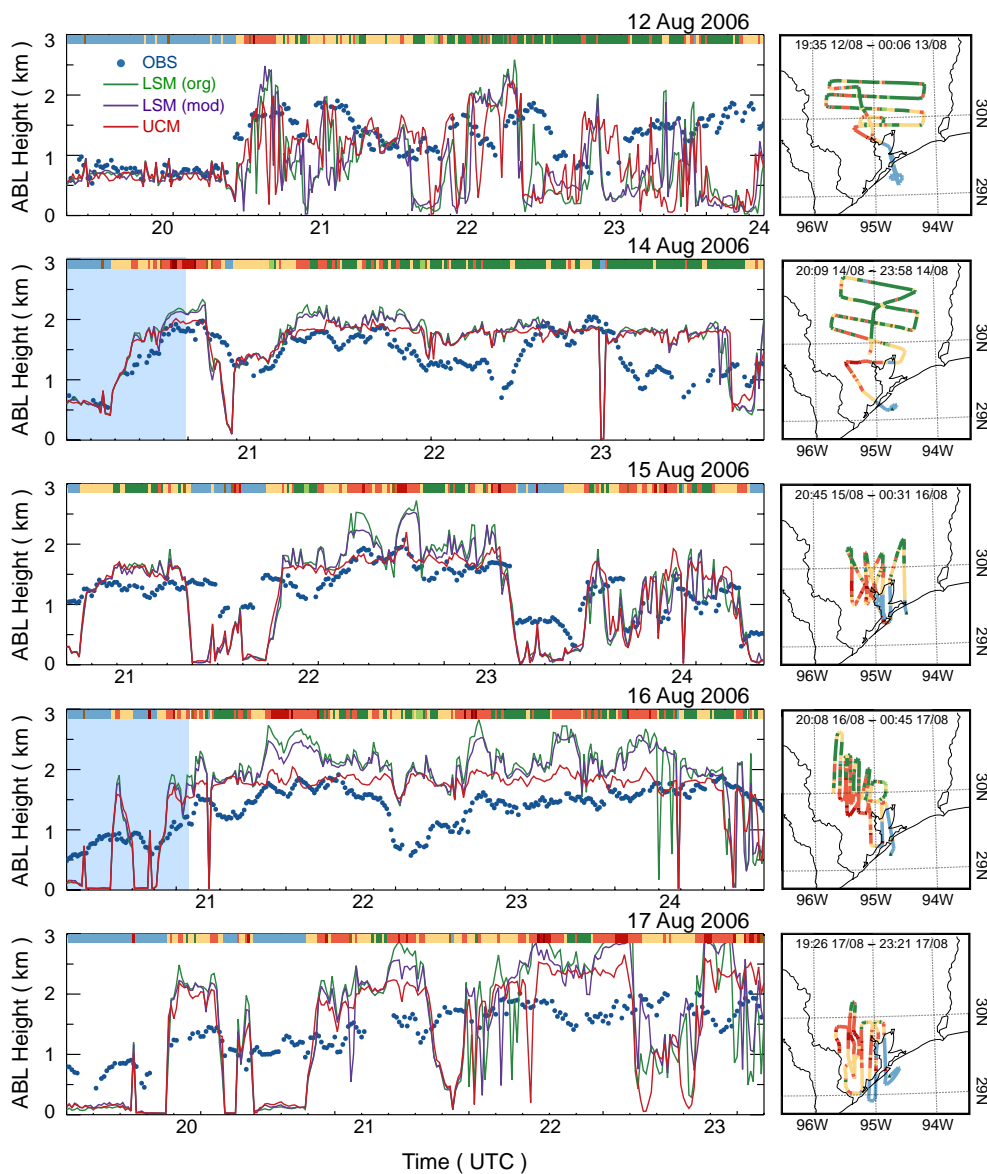 12 Aug 2006
ABL Height ( km )
3
2
1
0
OBS
LSM (org)
LSM (mod)
UCM
20 21 22 23 24
19:35 12/08 – 00:06 13/08
30N
29N
96W 95W 94W
14 Aug 2006
ABL Height ( km )
3
2
1
0
21 22 23
20:09 14/08 – 23:58 14/08
30N
29N
96W 95W 94W
15 Aug 2006
ABL Height ( km )
3
2
1
0
21 22 23 24
20:45 15/08 – 00:31 16/08
30N
29N
96W 95W 94W
16 Aug 2006
ABL Height ( km )
3
2
1
0
21 22 23 24
20:08 16/08 – 00:45 17/08
30N
29N
96W 95W 94W
17 Aug 2006
ABL Height ( km )
3
2
1
0
20 21 22 23
19:26 17/08 – 23:21 17/08
30N
29N
96W 95W 94W
Time ( UTC )